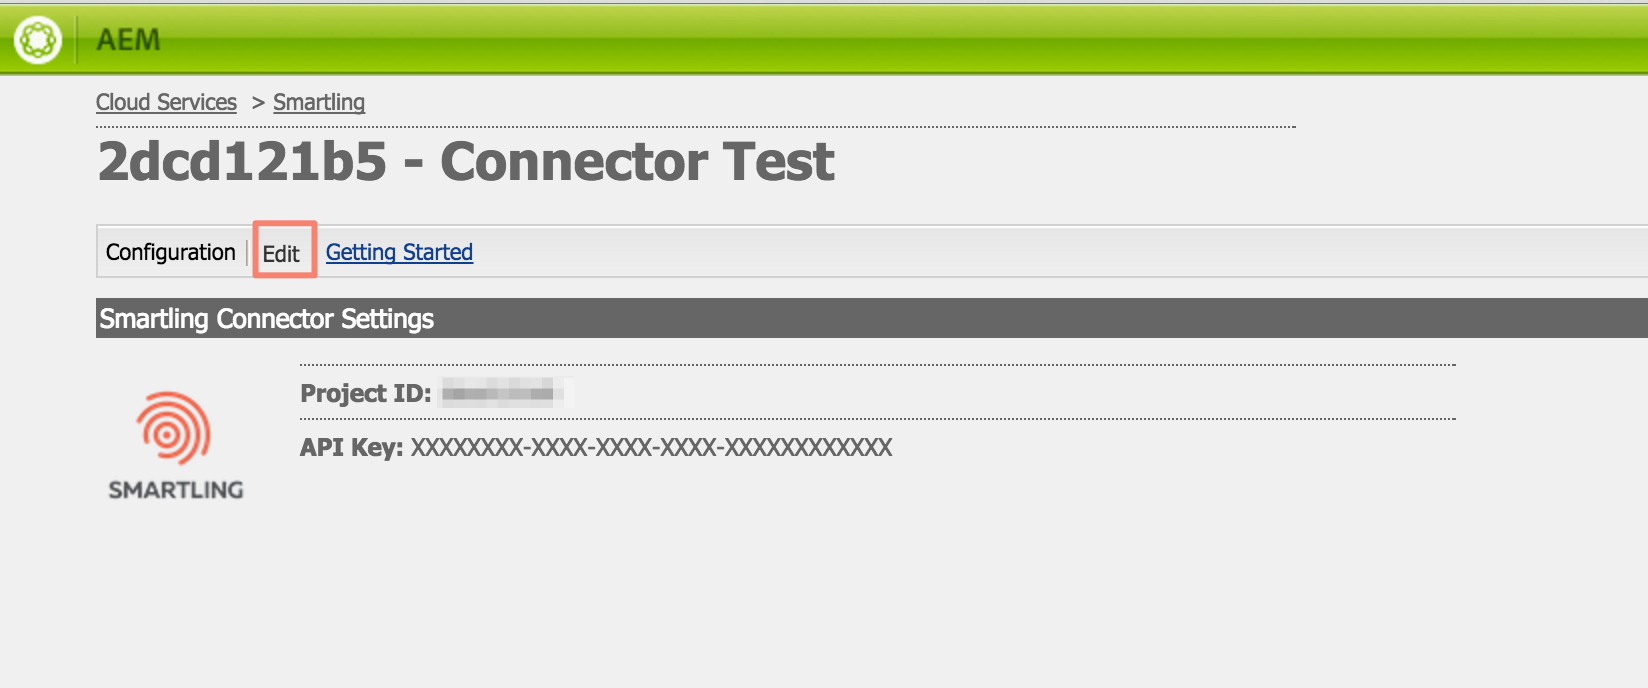 AEM
Cloud Services > Smartling
2dcd121b5 - Connector Test
Configuration Edit Getting Started
Smartling Connector Settings
Project ID:
API Key: XXXXXXXX-XXXX-XXXX-XXXX-XXXXXXXXXXXX
SMARTLING